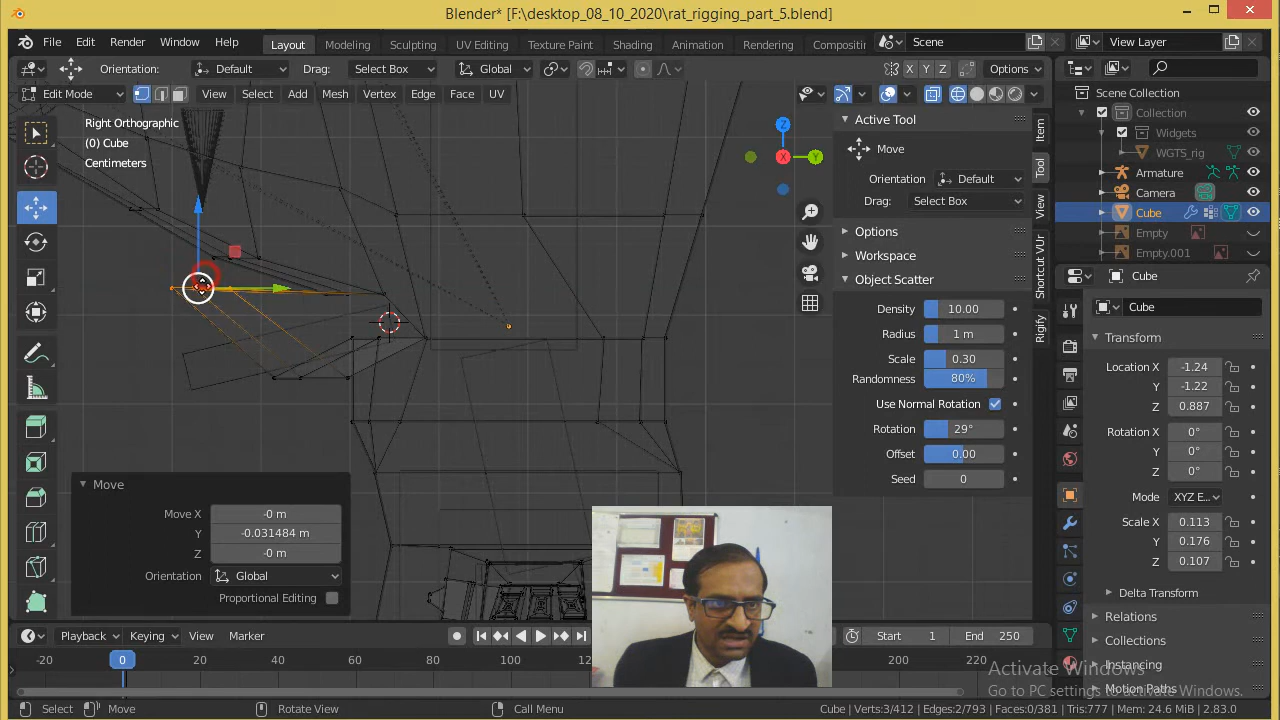 Blender* [F:\desktop_08_10_2020\rat_rigging_part_5.blend]
File Edit Render Window Help Layout Modeling Sculpting UV Editing Texture Paint Shading Animation Rendering Compositi Scene View Layer
Orientation: Default Drag: Select Box Global X Y Z Options
Edit Mode View Select Add Mesh Vertex Edge Face UV
Scene Collection
Collection
Widgets
WGTS_rig
Armature
Camera
Cube
Empty
Empty.001
Right Orthographic
(0) Cube
Centimeters
Z
X
Y
Active Tool
Move
Orientation Default
Drag: Select Box
Options
Workspace
Object Scatter
Density 10.00
Radius 1 m
Scale 0.30
Randomness 80%
Use Normal Rotation
Rotation 29°
Offset 0.00
Seed 0
Item
Tool
View
Shortcut VUr
Rigify
Cube
Cube
Transform
Location X -1.24
Y -1.22
Z 0.887
Rotation X 0°
Y 0°
Z 0°
Mode XYZ E...
Scale X 0.113
Y 0.176
Z 0.107
Delta Transform
Relations
Collections
Instancing
Motion Paths
Move
Move X -0 m
Y -0.031484 m
Z -0 m
Orientation Global
Proportional Editing
Playback Keying View Marker Start 1 End 250
-20 0 20 40 60 80 100 200 220
Activate Windows
Go to PC settings to activate Windows.
Select Move Rotate View Call Menu Cube | Verts:3/412 | Edges:2/793 | Faces:0/381 | Tris:777 | Mem: 24.6 MiB | 2.83.0